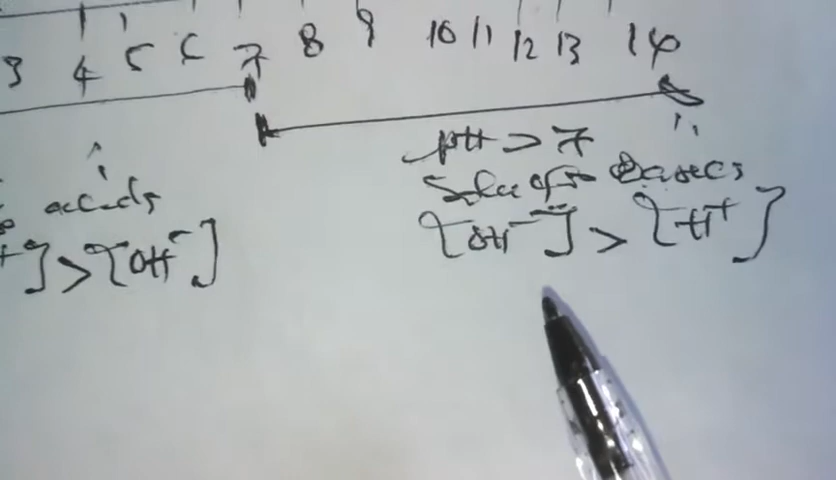 3 4 5 6 7 8 9 10 11 12 13 14
pH > 7
acids
Soln of Bases
+] > [OH⁻]
[OH⁻] > [H⁺]